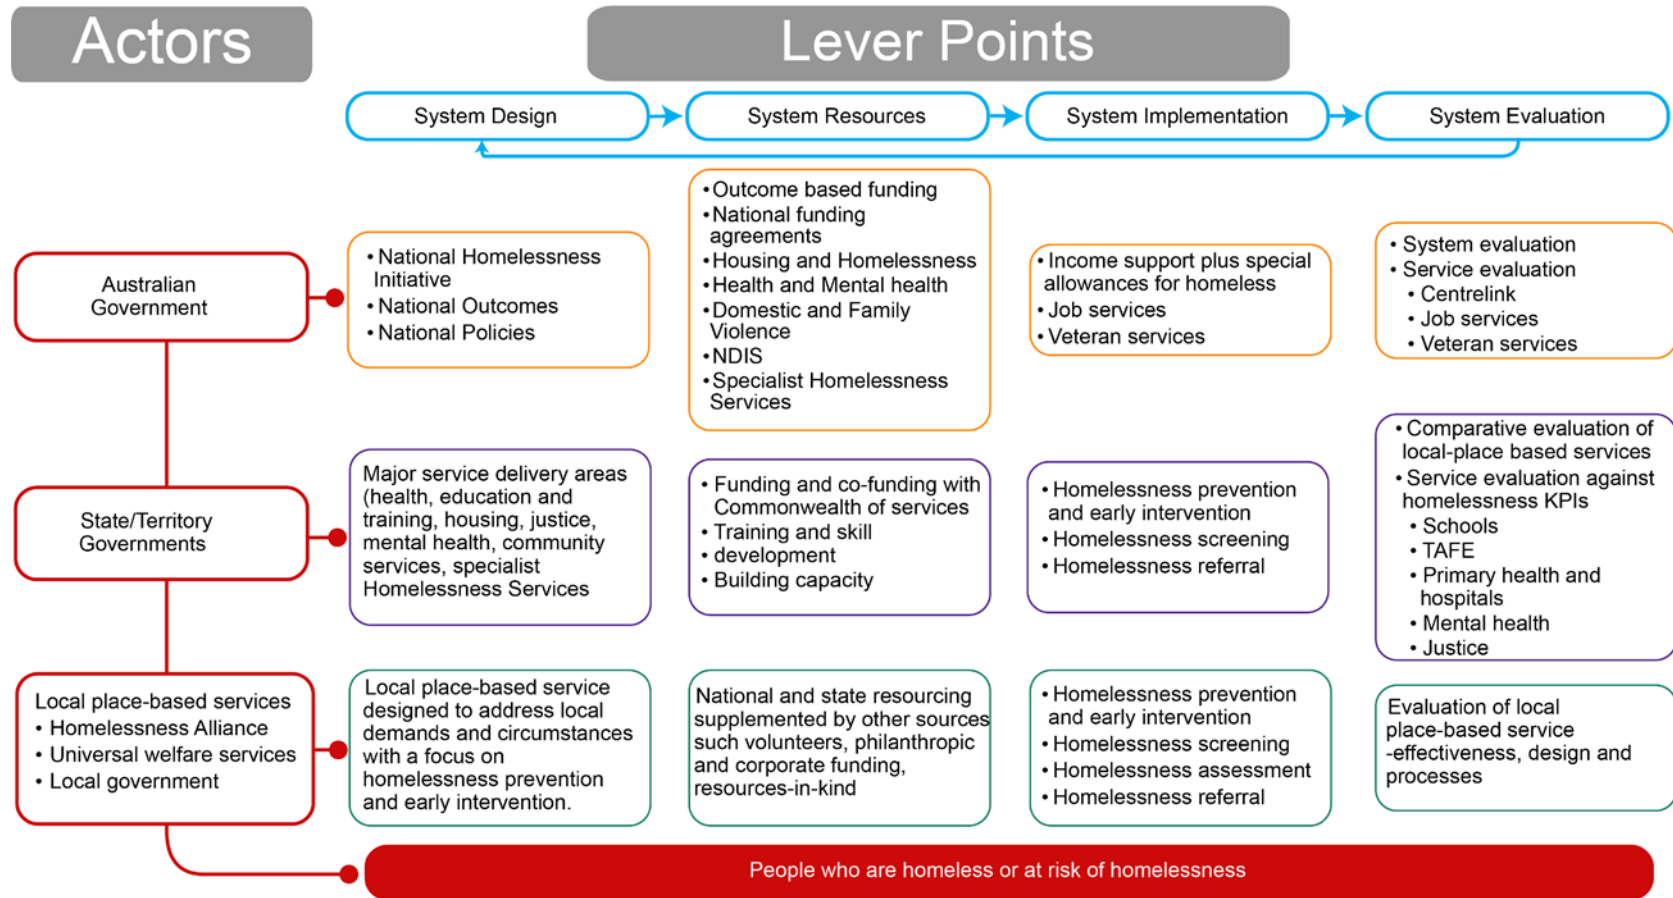 Actors
Lever Points
System Design
System Resources
System Implementation
System Evaluation
Australian
Government
• National Homelessness
Initiative
• National Outcomes
• National Policies
• Outcome based funding
• National funding
agreements
• Housing and Homelessness
• Health and Mental health
• Domestic and Family
Violence
• NDIS
• Specialist Homelessness
Services
• Income support plus special
allowances for homeless
• Job services
• Veteran services
• System evaluation
• Service evaluation
• Centrelink
• Job services
• Veteran services
State/Territory
Governments
Major service delivery areas
(health, education and
training, housing, justice,
mental health, community
services, specialist
Homelessness Services
• Funding and co-funding with
Commonwealth of services
• Training and skill
• development
• Building capacity
• Homelessness prevention
and early intervention
• Homelessness screening
• Homelessness referral
• Comparative evaluation of
local-place based services
• Service evaluation against
homelessness KPIs
• Schools
• TAFE
• Primary health and
hospitals
• Mental health
• Justice
Local place-based services
• Homelessness Alliance
• Universal welfare services
• Local government
Local place-based service
designed to address local
demands and circumstances
with a focus on
homelessness prevention
and early intervention.
National and state resourcing
supplemented by other sources
such volunteers, philanthropic
and corporate funding,
resources-in-kind
• Homelessness prevention
and early intervention
• Homelessness screening
• Homelessness assessment
• Homelessness referral
Evaluation of local
place-based service
-effectiveness, design and
processes
People who are homeless or at risk of homelessness